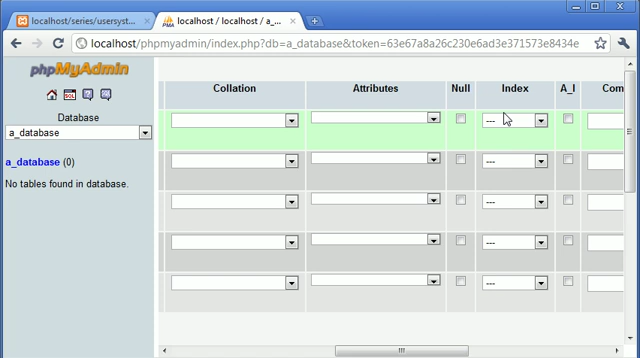 localhost/series/usersyst...
localhost / localhost / a_...
localhost/phpmyadmin/index.php?db=a_database&token=63e67a8a26c230e6ad3e371573e8434e
phpMyAdmin
SQL
Database
a_database
a_database (0)
No tables found in database.
Collation Attributes Null Index A_I Com
---
---
---
---
---